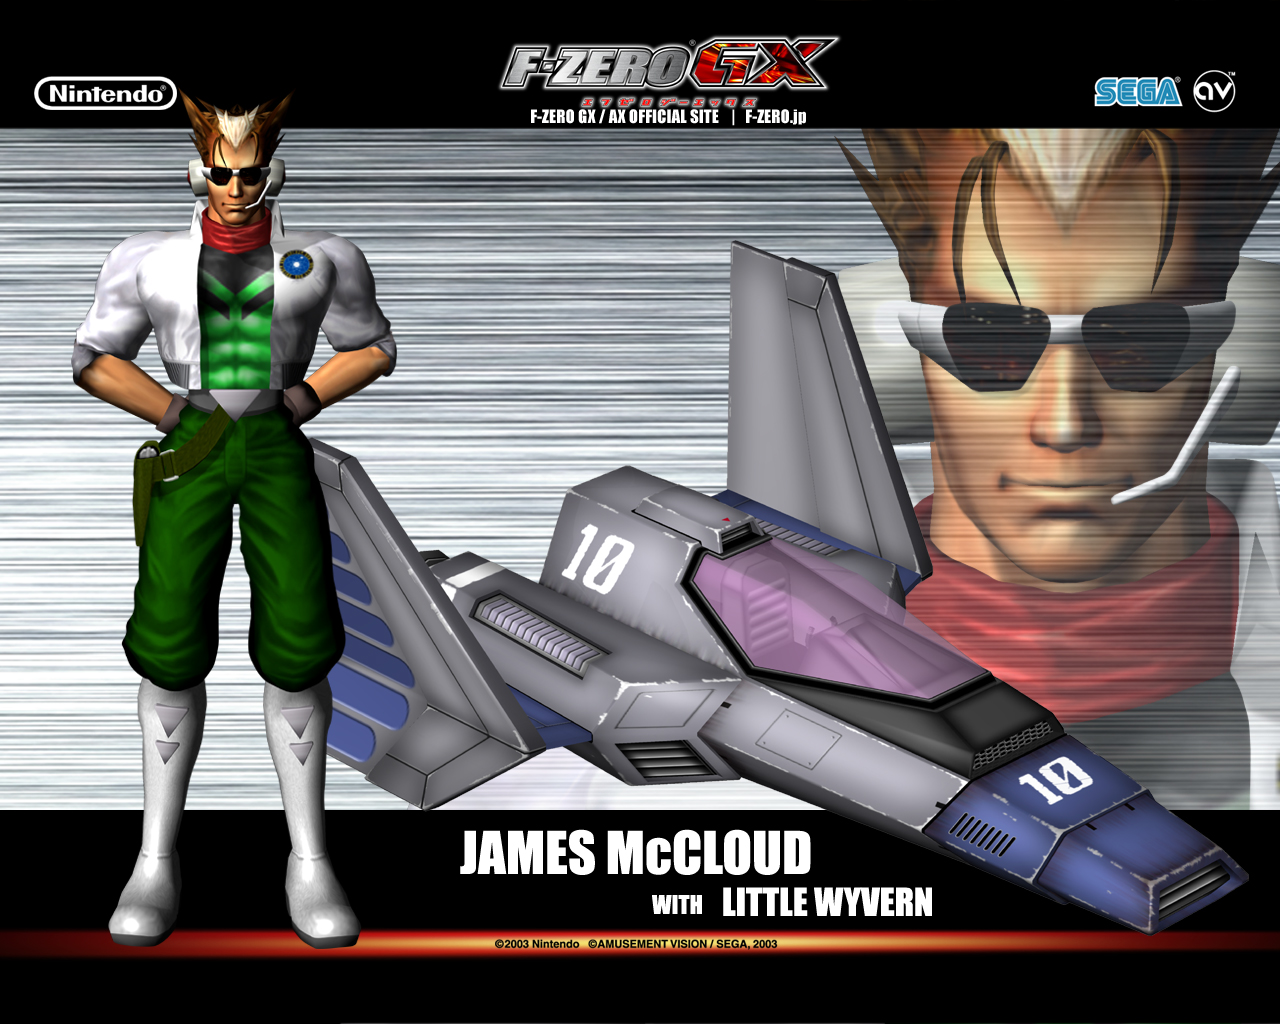 F-ZERO® GX
エフゼロ ジーエックス
F-ZERO GX / AX OFFICIAL SITE | F-ZERO.jp
Nintendo®
SEGA® av™
10
10
JAMES McCLOUD
WITH LITTLE WYVERN
©2003 Nintendo ©AMUSEMENT VISION / SEGA, 2003